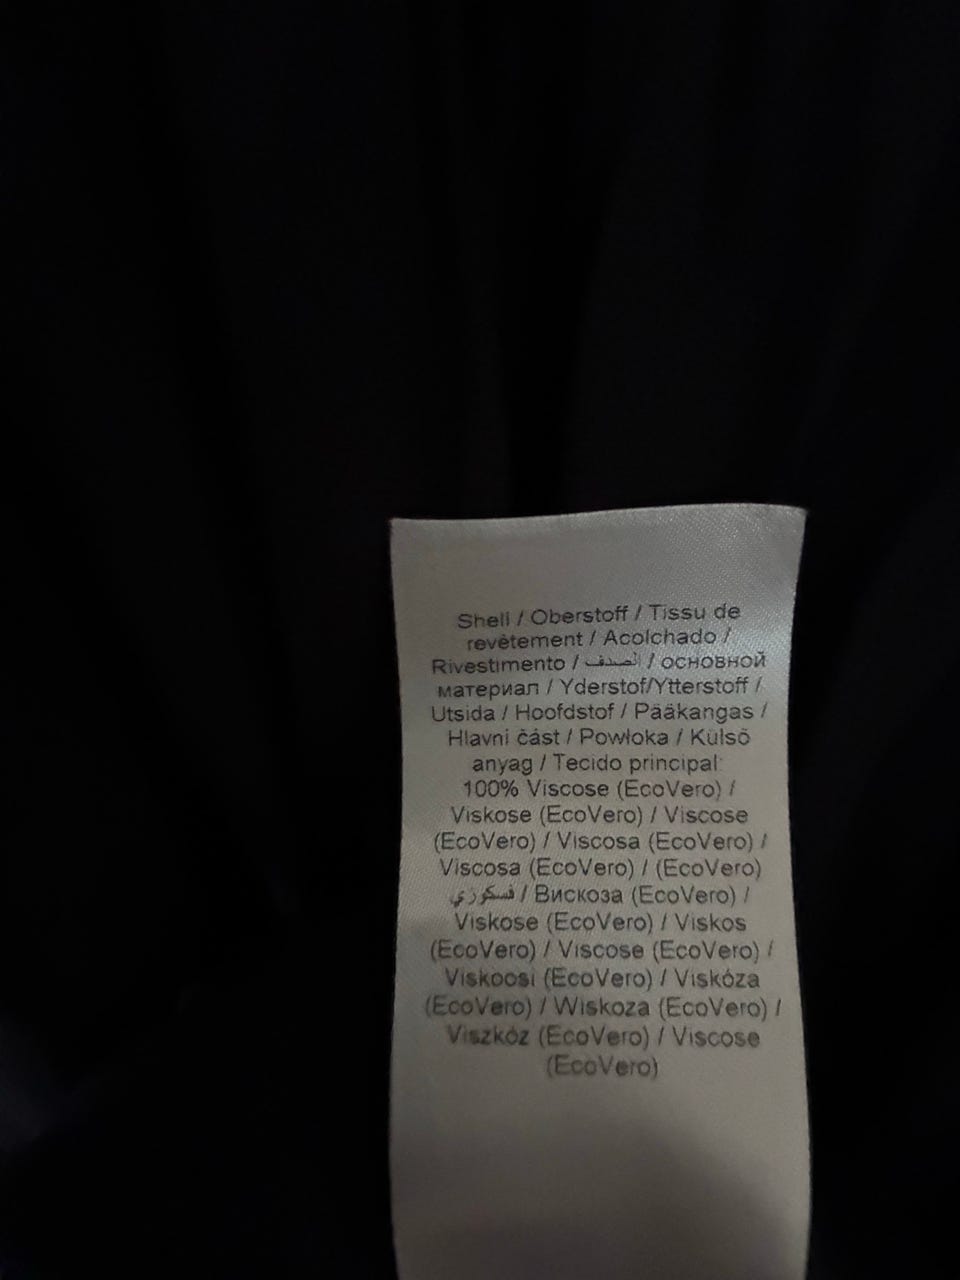 Shell / Oberstoff / Tissu de
revêtement / Acolchado /
Rivestimento / الصدف / основной
материал / Yderstof/Ytterstoff /
Utsida / Hoofdstof / Pääkangas /
Hlavní část / Powłoka / Külső
anyag / Tecido principal:
100% Viscose (EcoVero) /
Viskose (EcoVero) / Viscose
(EcoVero) / Viscosa (EcoVero) /
Viscosa (EcoVero) / (EcoVero)
فسكوزي / Вискоза (EcoVero) /
Viskose (EcoVero) / Viskos
(EcoVero) / Viscose (EcoVero) /
Viskoosi (EcoVero) / Viskóza
(EcoVero) / Wiskoza (EcoVero) /
Viszkóz (EcoVero) / Viscose
(EcoVero)